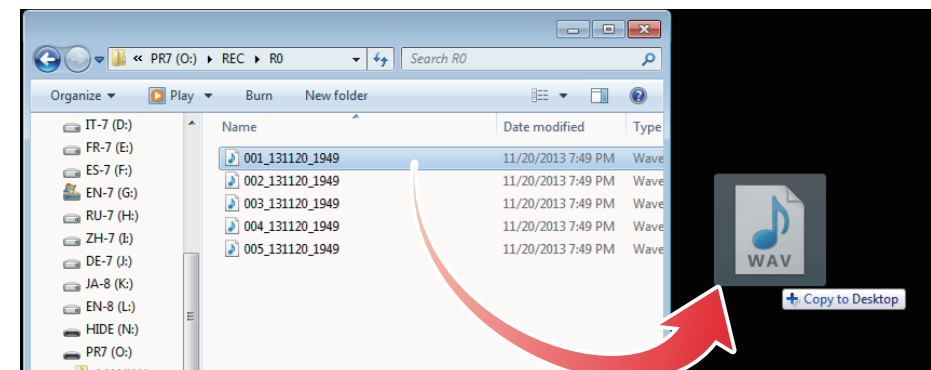 « PR7 (O:) ▸ REC ▸ R0
Search R0
Organize
Play
Burn
New folder
IT-7 (D:)
FR-7 (E:)
ES-7 (F:)
EN-7 (G:)
RU-7 (H:)
ZH-7 (I:)
DE-7 (J:)
JA-8 (K:)
EN-8 (L:)
HIDE (N:)
PR7 (O:)
Name Date modified Type
001_131120_1949 11/20/2013 7:49 PM Wave
002_131120_1949 11/20/2013 7:49 PM Wave
003_131120_1949 11/20/2013 7:49 PM Wave
004_131120_1949 11/20/2013 7:49 PM Wave
005_131120_1949 11/20/2013 7:49 PM Wave
WAV
Copy to Desktop